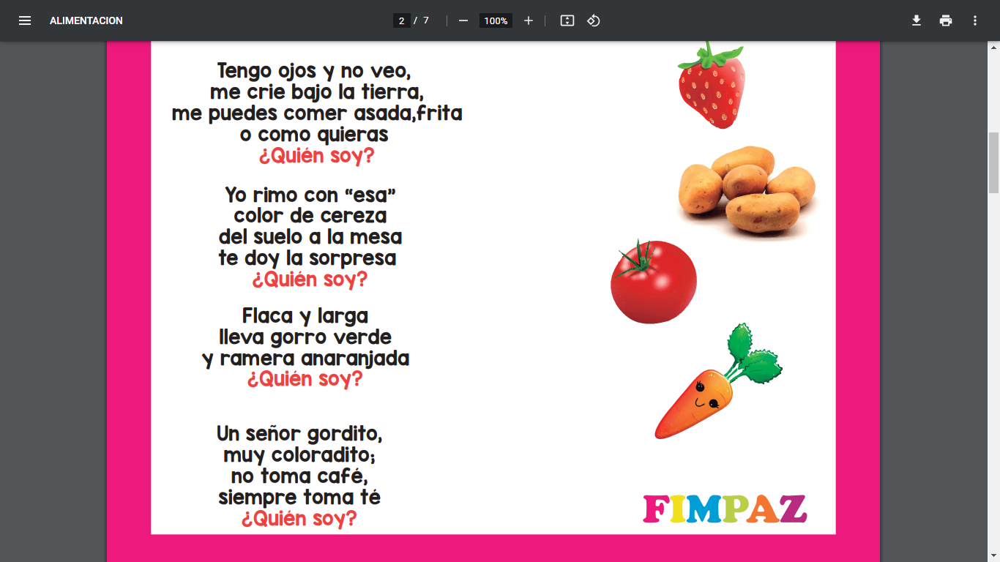 ALIMENTACION
2 / 7
100%
Tengo ojos y no veo,
me crie bajo la tierra,
me puedes comer asada,frita
o como quieras
¿Quién soy?
Yo rimo con “esa”
color de cereza
del suelo a la mesa
te doy la sorpresa
¿Quién soy?
Flaca y larga
lleva gorro verde
y ramera anaranjada
¿Quién soy?
Un señor gordito,
muy coloradito;
no toma café,
siempre toma té
¿Quién soy?
FIMPAZ